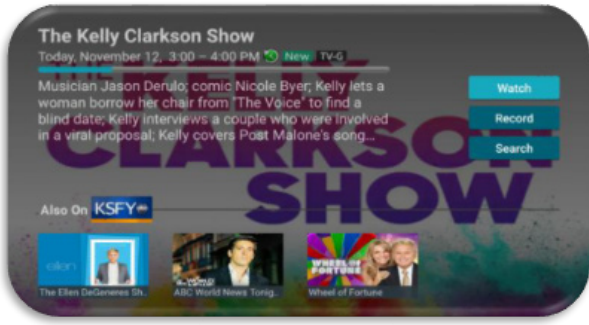 The Kelly Clarkson Show
Today, November 12, 3:00 – 4:00 PM New TV-G
Musician Jason Derulo; comic Nicole Byer; Kelly lets a
woman borrow her chair from "The Voice" to find a
blind date; Kelly interviews a couple who were involved
in a viral proposal; Kelly covers Post Malone's song...
Watch
Record
Search
THE KELLY
CLARKSON
SHOW
Also On KSFY
ellen
WHEEL OF
FORTUNE
The Ellen DeGeneres Sh..
ABC World News Tonig..
Wheel of Fortune